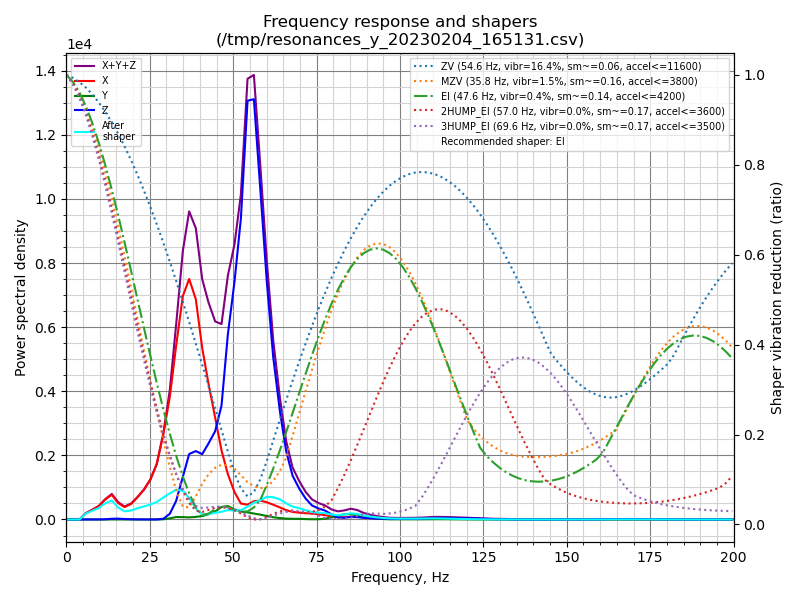 Frequency response and shapers
(/tmp/resonances_y_20230204_165131.csv)
1e4
X+Y+Z
X
Y
Z
After
shaper
ZV (54.6 Hz, vibr=16.4%, sm~=0.06, accel<=11600)
MZV (35.8 Hz, vibr=1.5%, sm~=0.16, accel<=3800)
EI (47.6 Hz, vibr=0.4%, sm~=0.14, accel<=4200)
2HUMP_EI (57.0 Hz, vibr=0.0%, sm~=0.17, accel<=3600)
3HUMP_EI (69.6 Hz, vibr=0.0%, sm~=0.17, accel<=3500)
Recommended shaper: EI
1.4
1.2
1.0
0.8
0.6
0.4
0.2
0.0
Power spectral density
1.0
0.8
0.6
0.4
0.2
0.0
Shaper vibration reduction (ratio)
0 25 50 75 100 125 150 175 200
Frequency, Hz